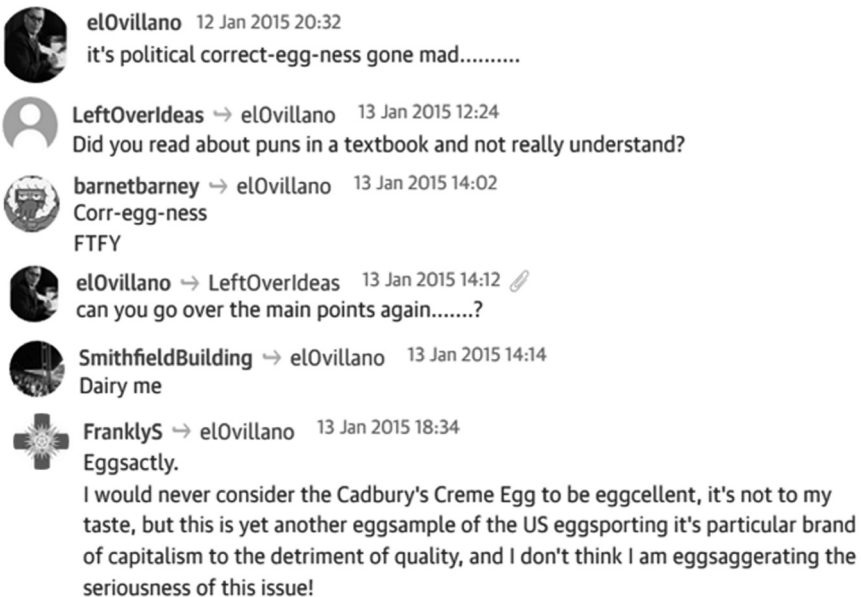 elOvillano 12 Jan 2015 20:32
it's political correct-egg-ness gone mad..........
LeftOverIdeas ↪ elOvillano 13 Jan 2015 12:24
Did you read about puns in a textbook and not really understand?
barnetbarney ↪ elOvillano 13 Jan 2015 14:02
Corr-egg-ness
FTFY
elOvillano ↪ LeftOverIdeas 13 Jan 2015 14:12
can you go over the main points again.......?
SmithfieldBuilding ↪ elOvillano 13 Jan 2015 14:14
Dairy me
FranklyS ↪ elOvillano 13 Jan 2015 18:34
Eggsactly.
I would never consider the Cadbury's Creme Egg to be eggcellent, it's not to my
taste, but this is yet another eggsample of the US eggsporting it's particular brand
of capitalism to the detriment of quality, and I don't think I am eggsaggerating the
seriousness of this issue!